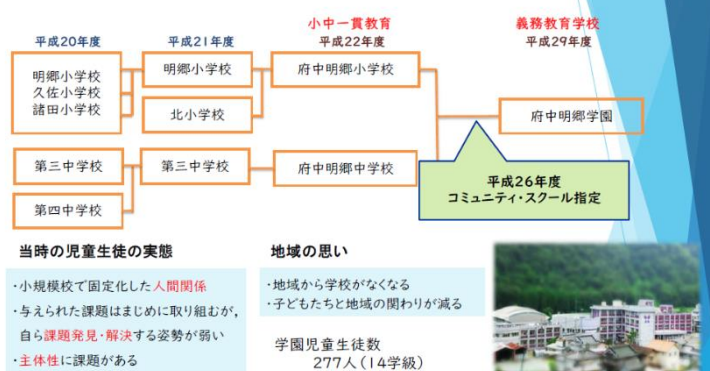 小中一貫教育
義務教育学校
平成20年度
平成21年度
平成22年度
平成29年度
明郷小学校
久佐小学校
諸田小学校
明郷小学校
北小学校
府中明郷小学校
府中明郷学園
第三中学校
第四中学校
第三中学校
府中明郷中学校
平成26年度
コミュニティ・スクール指定
当時の児童生徒の実態
・小規模校で固定化した人間関係
・与えられた課題はまじめに取り組むが,
自ら課題発見・解決する姿勢が弱い
・主体性に課題がある
地域の思い
・地域から学校がなくなる
・子どもたちと地域の関わりが減る
学園児童生徒数
277人(14学級)